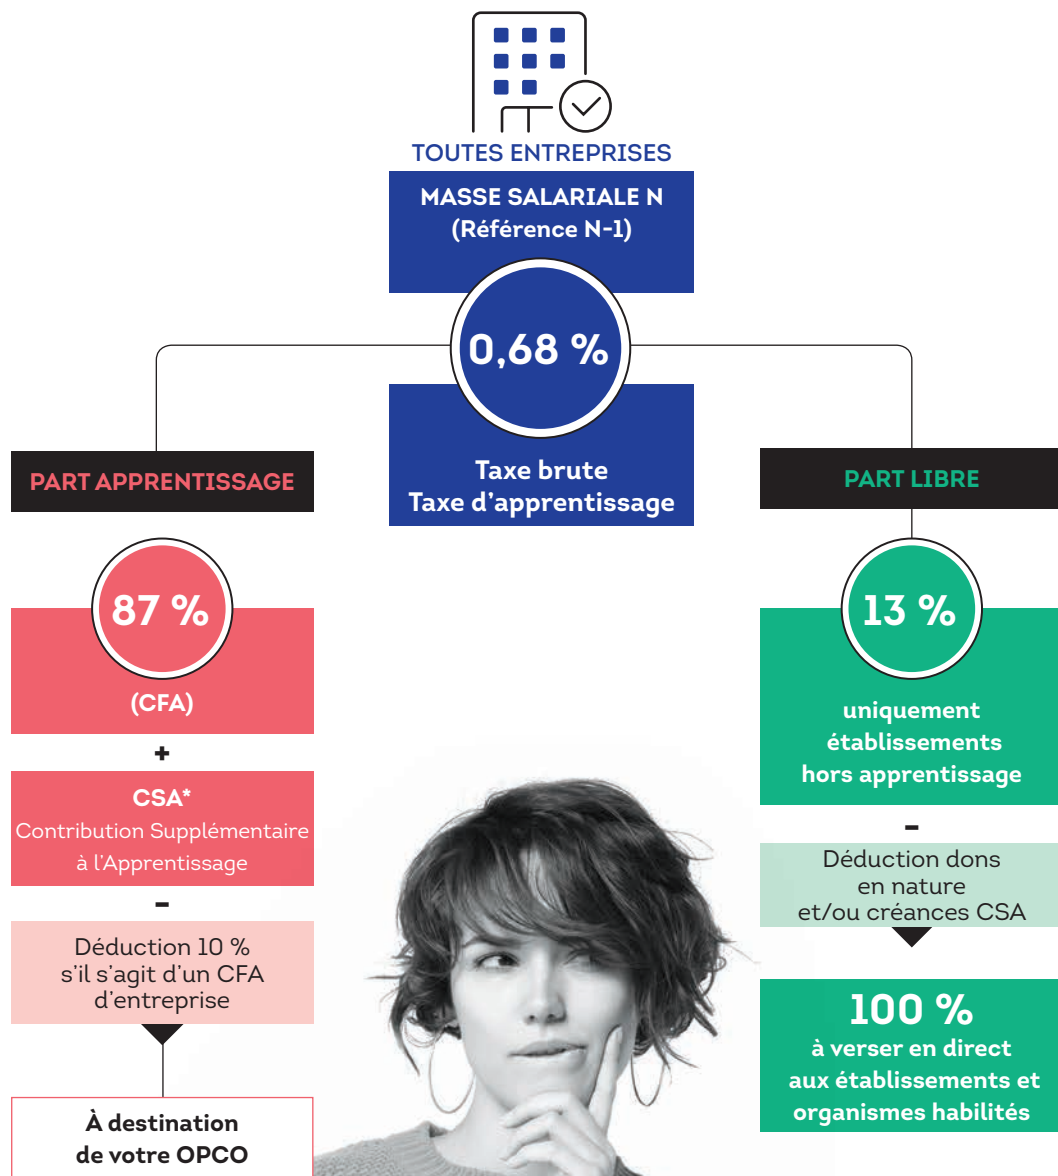 TOUTES ENTREPRISES
MASSE SALARIALE N
(Référence N-1)
0,68 %
Taxe brute
Taxe d'apprentissage
PART APPRENTISSAGE
87 %
(CFA)
+
CSA*
Contribution Supplémentaire
à l'Apprentissage
-
Déduction 10 %
s'il s'agit d'un CFA
d'entreprise
À destination
de votre OPCO
PART LIBRE
13 %
uniquement
établissements
hors apprentissage
-
Déduction dons
en nature
et/ou créances CSA
100 %
à verser en direct
aux établissements et
organismes habilités